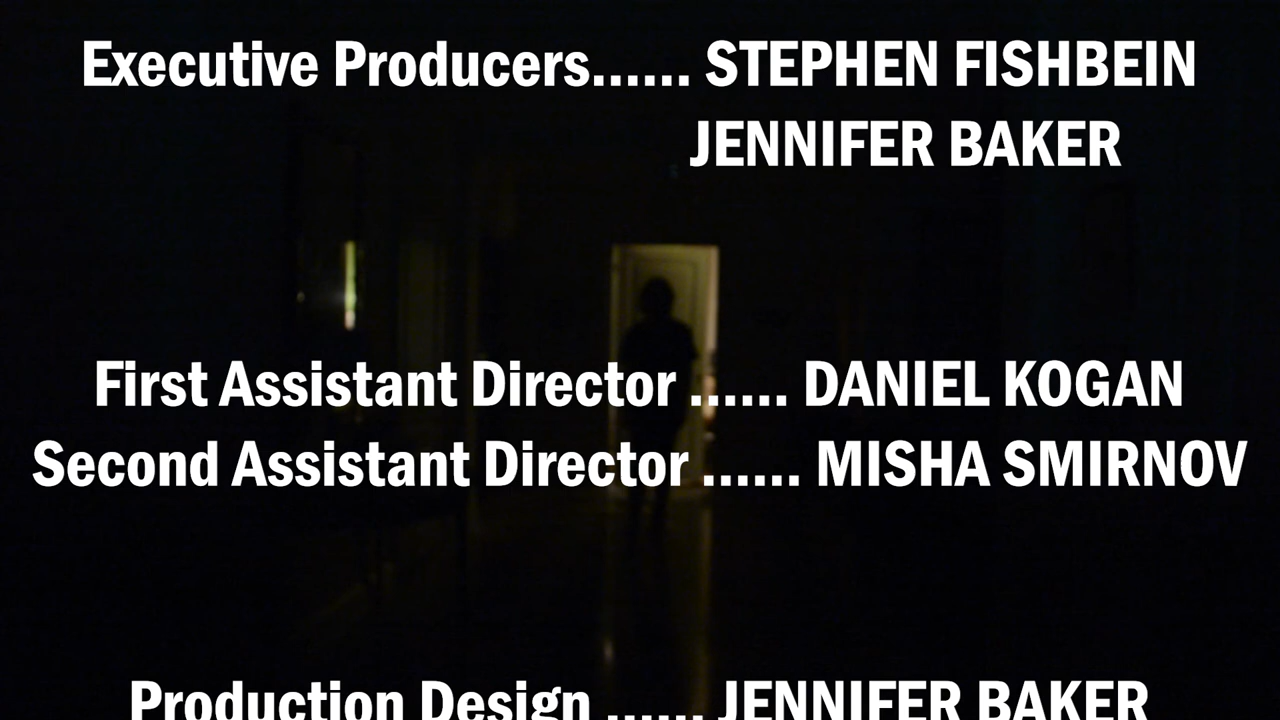 Executive Producers...... STEPHEN FISHBEIN
JENNIFER BAKER
First Assistant Director ...... DANIEL KOGAN
Second Assistant Director ...... MISHA SMIRNOV
Production Design ...... JENNIFER BAKER